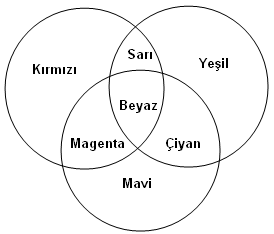 Sarı
Kırmızı
Yeşil
Beyaz
Magenta
Çiyan
Mavi